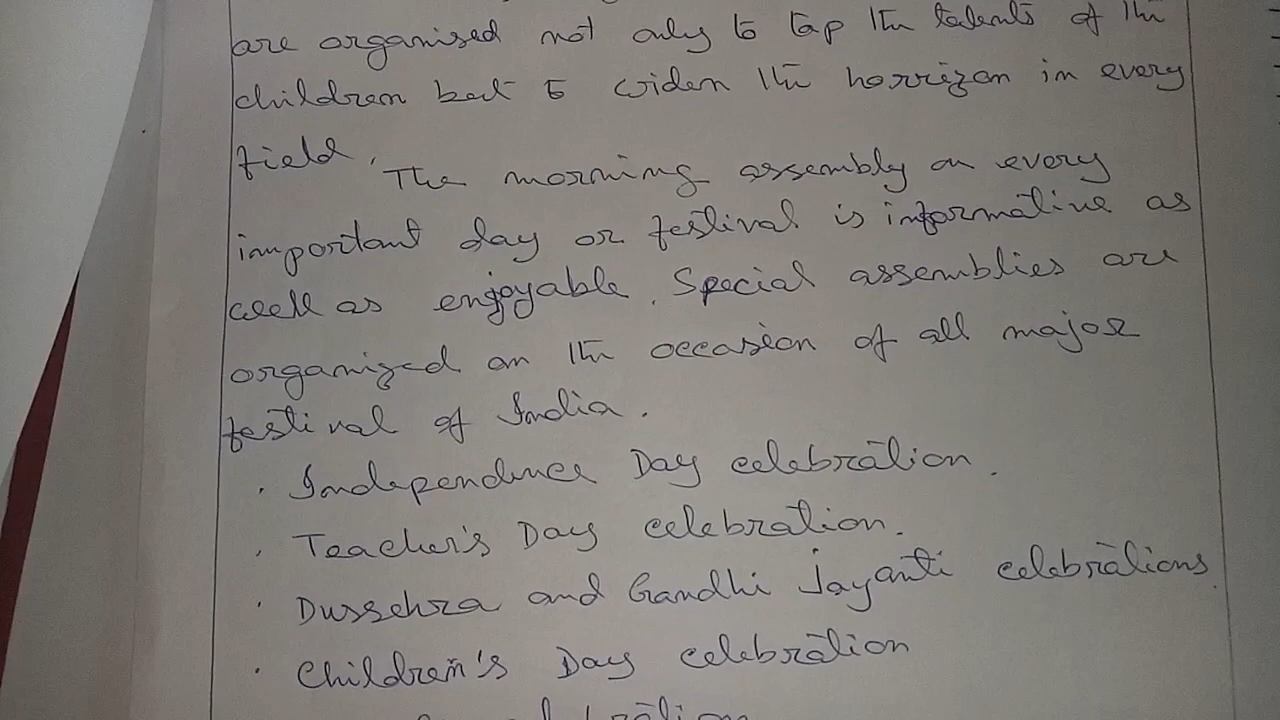 are organised not only to tap the talents of the
children but to widen the horrizon in every
field.
The morning assembly on every
important day or festival is informative as
well as enjoyable. Special assemblies are
organized on the occasion of all major
festival of India.
. Independence Day celebration.
. Teacher's Day celebration.
. Dussehra and Gandhi Jayanti celebrations.
. Children's Day celebration